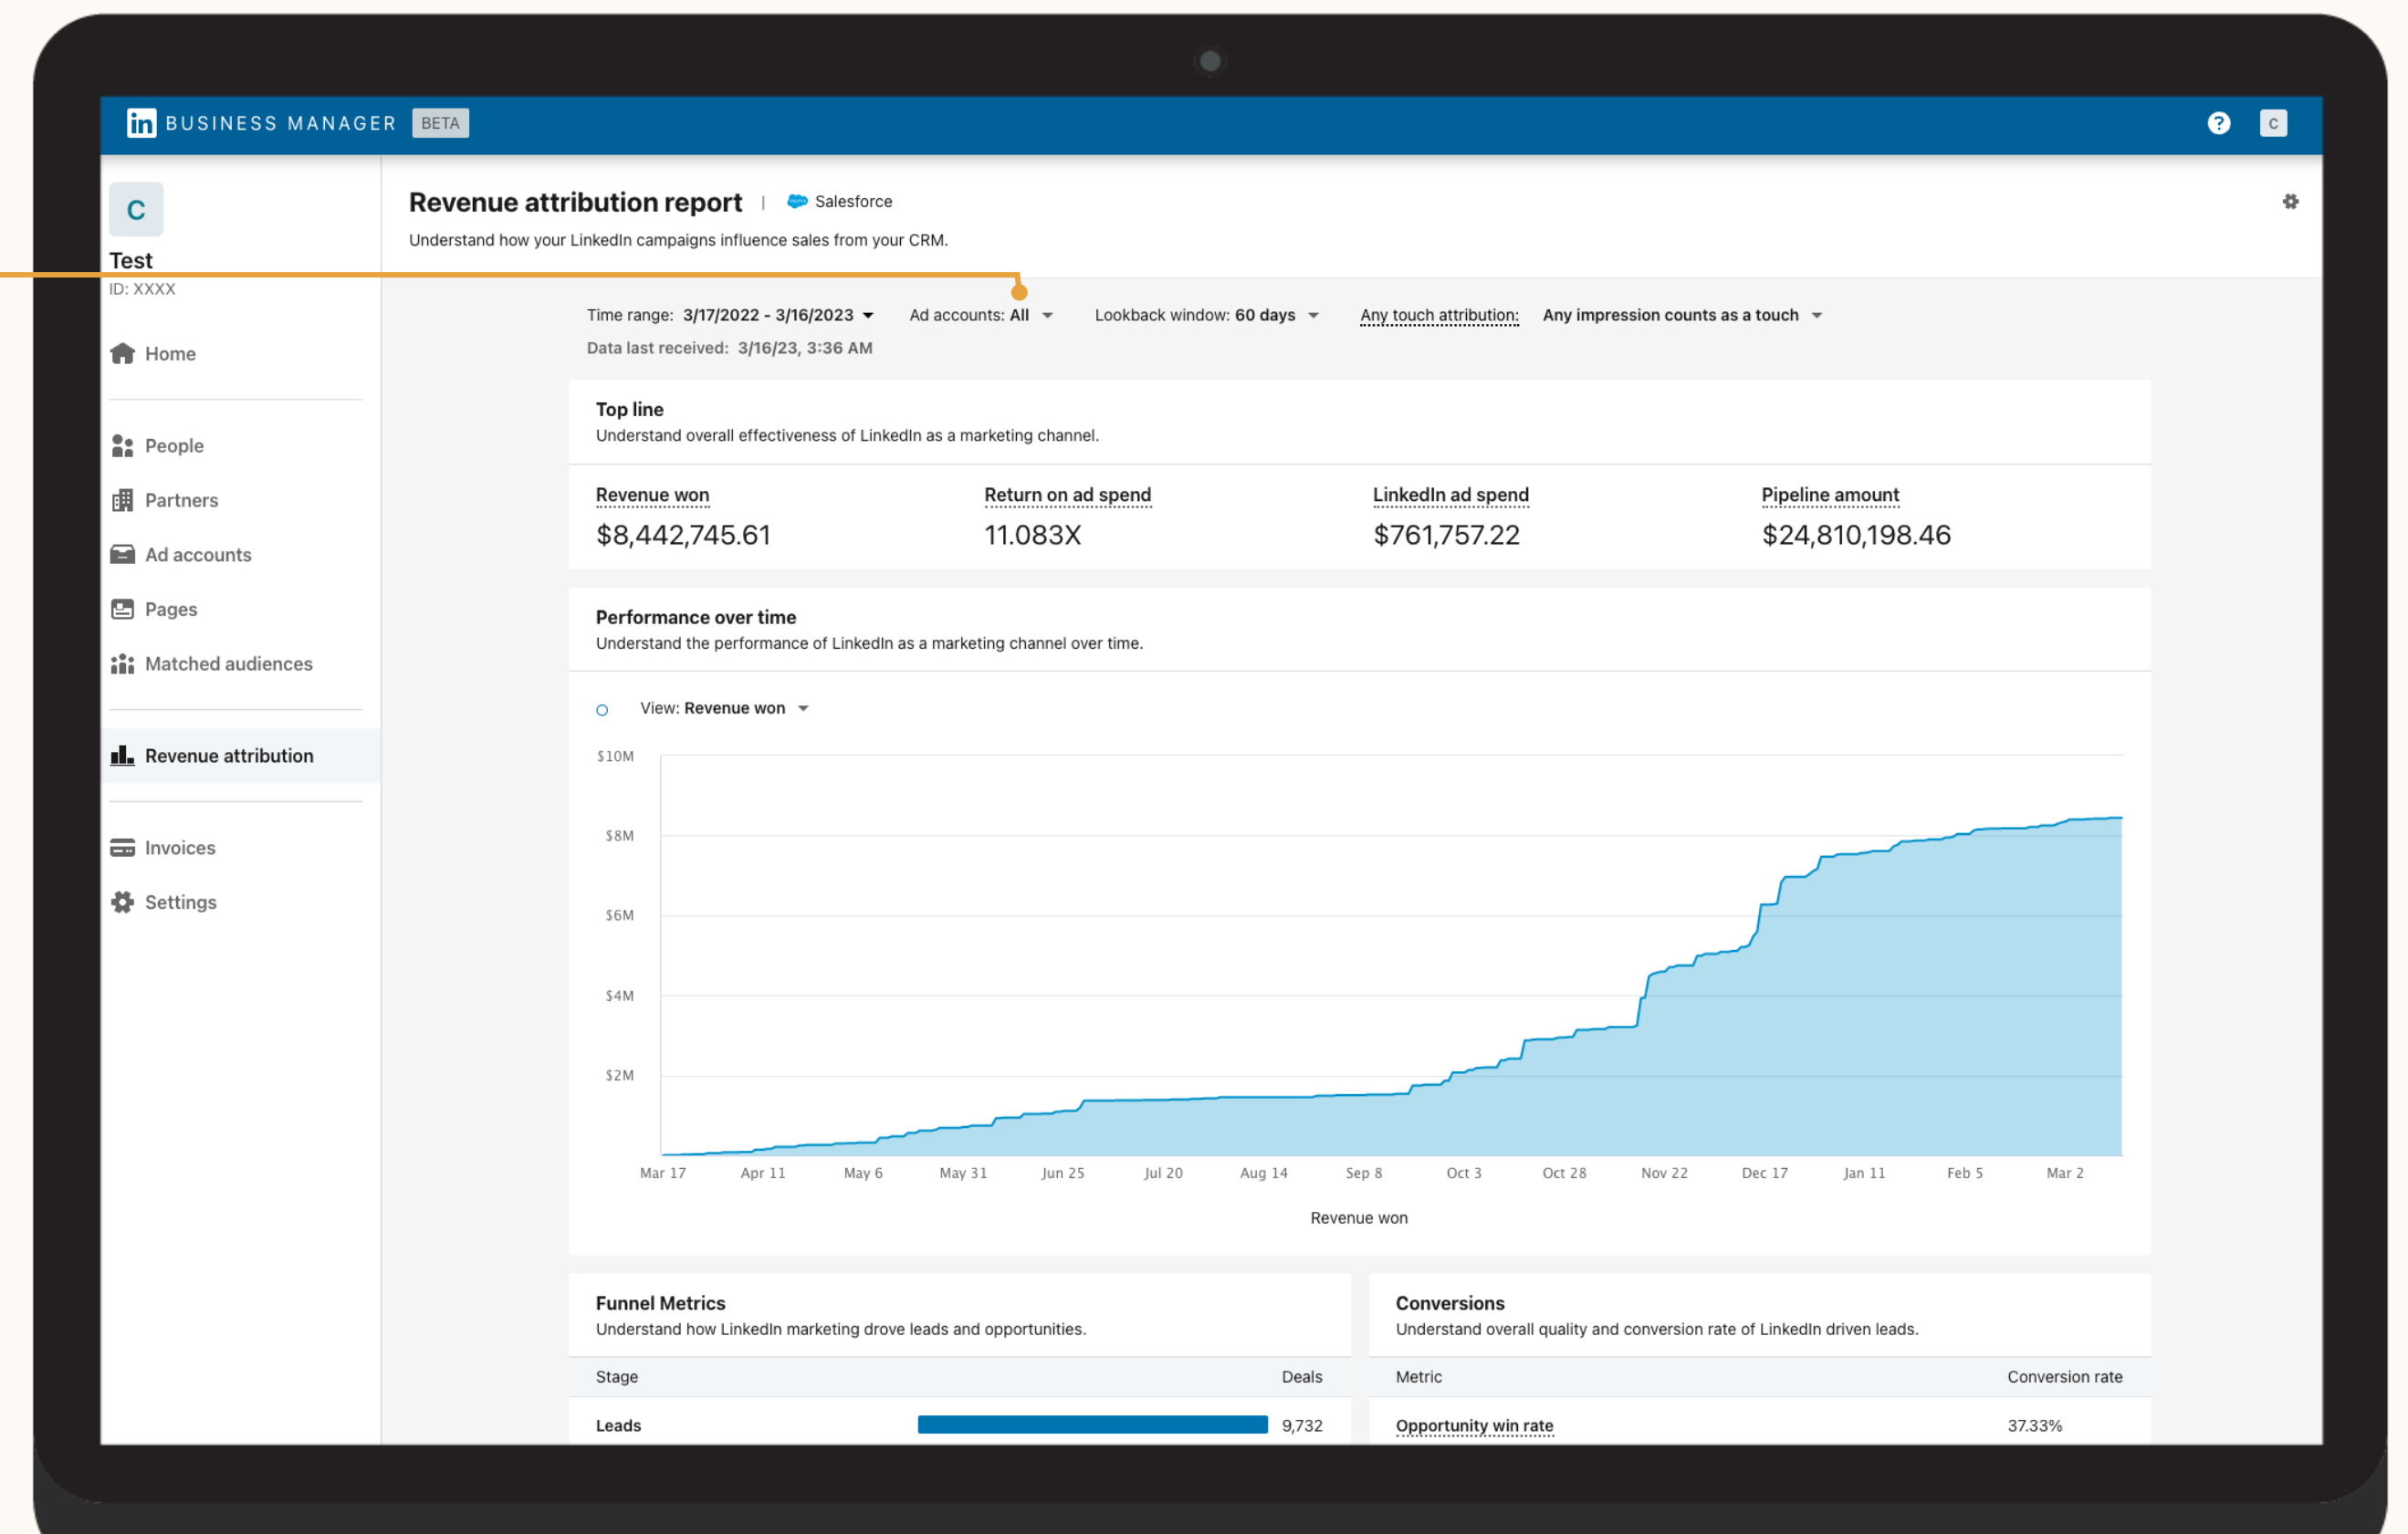 in BUSINESS MANAGER BETA
? C
C
Test
ID: XXXX
Home
People
Partners
Ad accounts
Pages
Matched audiences
Revenue attribution
Invoices
Settings
Revenue attribution report | Salesforce
Understand how your LinkedIn campaigns influence sales from your CRM.
Time range: 3/17/2022 - 3/16/2023 Ad accounts: All Lookback window: 60 days Any touch attribution: Any impression counts as a touch
Data last received: 3/16/23, 3:36 AM
Top line
Understand overall effectiveness of LinkedIn as a marketing channel.
Revenue won Return on ad spend LinkedIn ad spend Pipeline amount
$8,442,745.61 11.083X $761,757.22 $24,810,198.46
Performance over time
Understand the performance of LinkedIn as a marketing channel over time.
View: Revenue won
$10M
$8M
$6M
$4M
$2M
Mar 17 Apr 11 May 6 May 31 Jun 25 Jul 20 Aug 14 Sep 8 Oct 3 Oct 28 Nov 22 Dec 17 Jan 11 Feb 5 Mar 2
Revenue won
Funnel Metrics
Understand how LinkedIn marketing drove leads and opportunities.
Stage Deals
Leads 9,732
Conversions
Understand overall quality and conversion rate of LinkedIn driven leads.
Metric Conversion rate
Opportunity win rate 37.33%